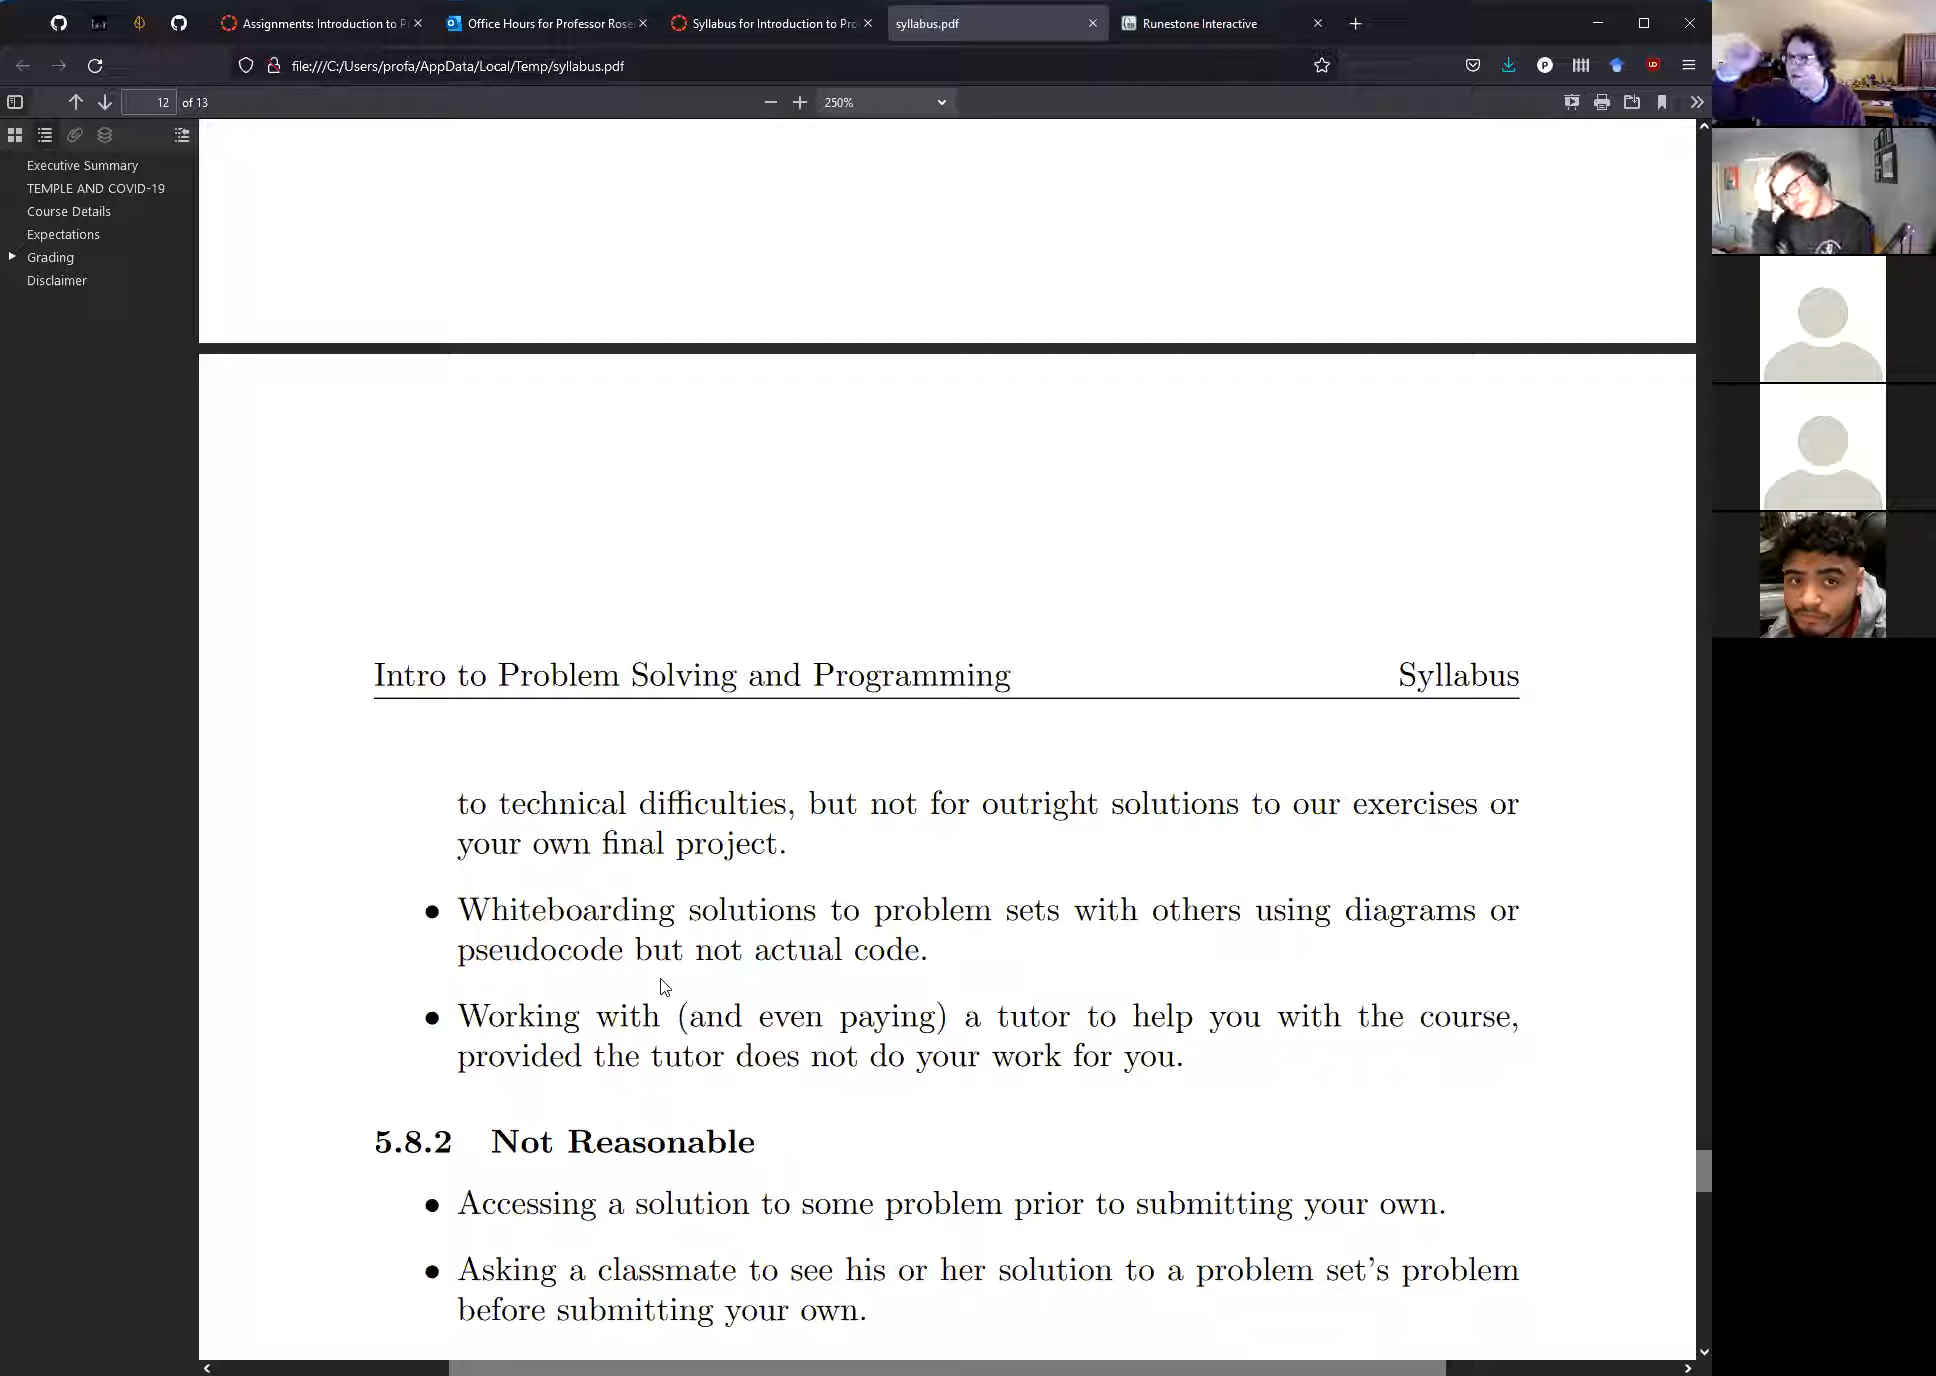 Assignments: Introduction to P
Office Hours for Professor Rose
Syllabus for Introduction to Pro
syllabus.pdf
Runestone Interactive
file:///C:/Users/profa/AppData/Local/Temp/syllabus.pdf
12 of 13
250%
Executive Summary
TEMPLE AND COVID-19
Course Details
Expectations
Grading
Disclaimer
Intro to Problem Solving and Programming Syllabus
to technical difficulties, but not for outright solutions to our exercises or
your own final project.
• Whiteboarding solutions to problem sets with others using diagrams or
pseudocode but not actual code.
• Working with (and even paying) a tutor to help you with the course,
provided the tutor does not do your work for you.
5.8.2 Not Reasonable
• Accessing a solution to some problem prior to submitting your own.
• Asking a classmate to see his or her solution to a problem set's problem
before submitting your own.